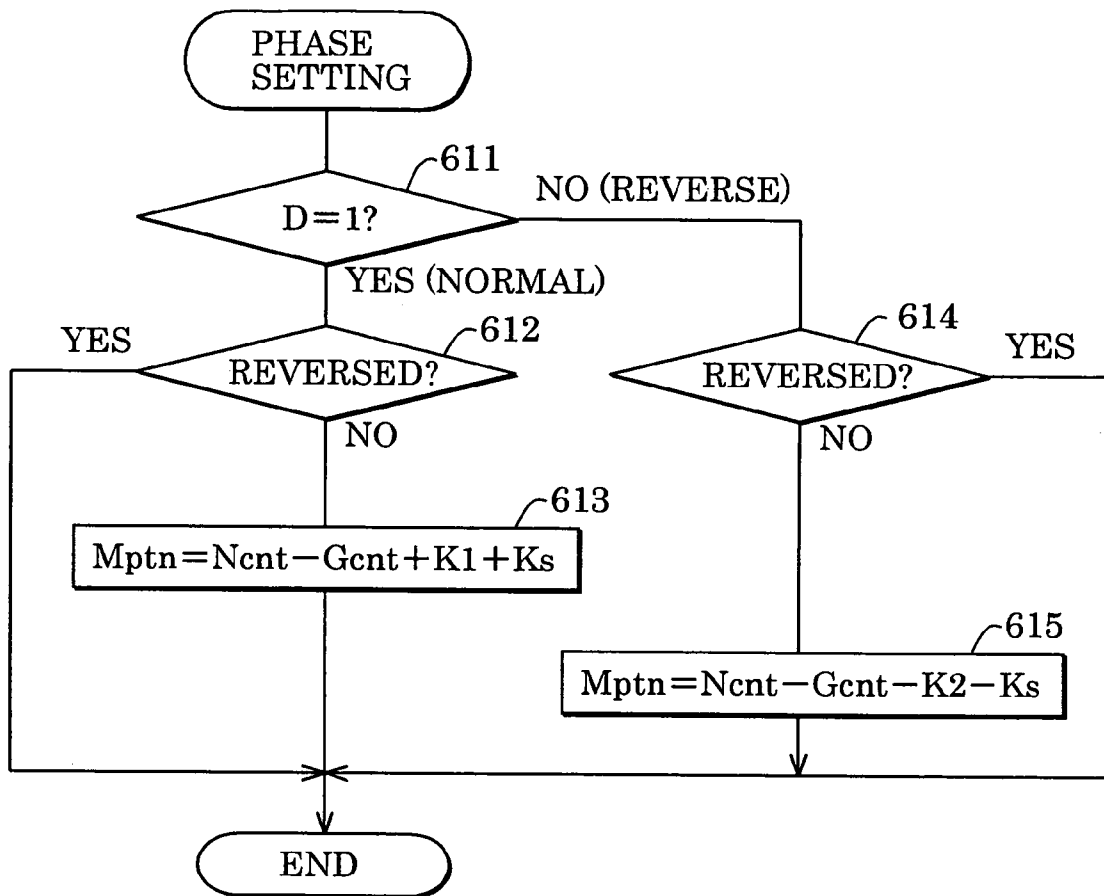 PHASE
SETTING
611
D=1?
NO (REVERSE)
YES (NORMAL)
YES
612
REVERSED?
NO
614
REVERSED?
YES
NO
613
Mptn=Ncnt−Gcnt+K1+Ks
615
Mptn=Ncnt−Gcnt−K2−Ks
END